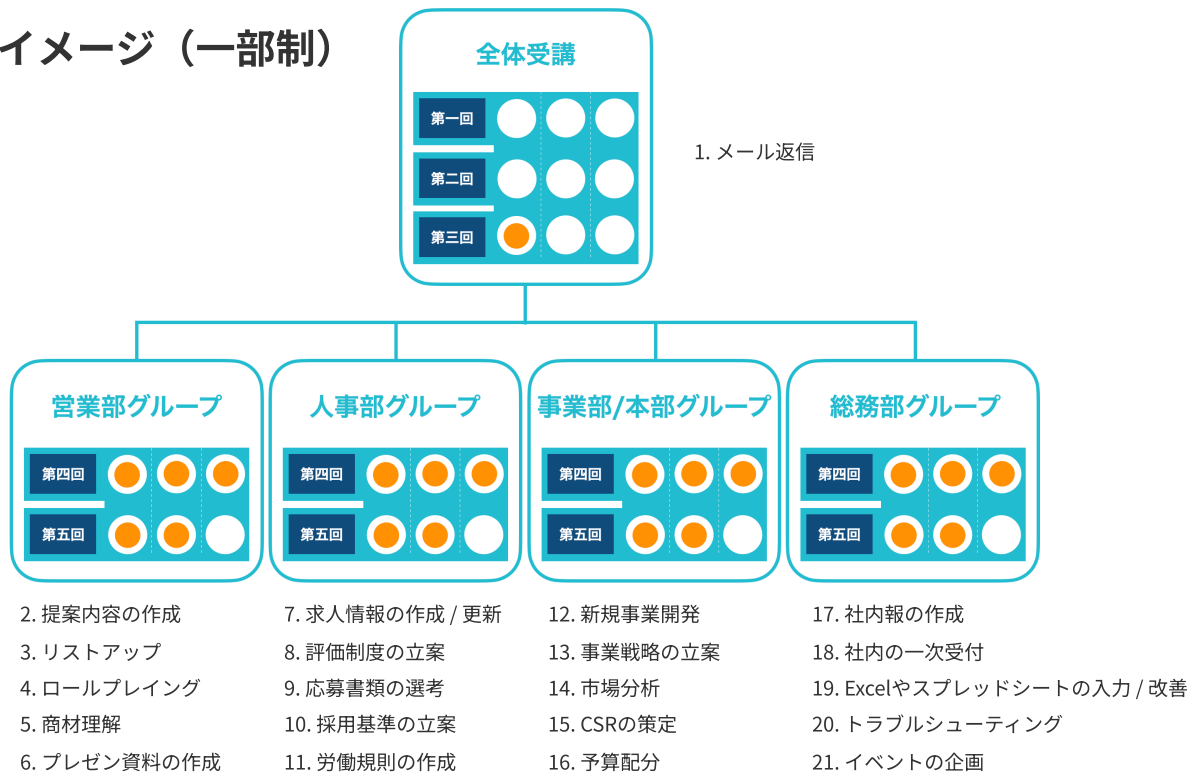 イメージ（一部制）
全体受講
第一回
第二回
第三回
1. メール返信
営業部グループ
第四回
第五回
2. 提案内容の作成
3. リストアップ
4. ロールプレイング
5. 商材理解
6. プレゼン資料の作成
人事部グループ
第四回
第五回
7. 求人情報の作成 / 更新
8. 評価制度の立案
9. 応募書類の選考
10. 採用基準の立案
11. 労働規則の作成
事業部/本部グループ
第四回
第五回
12. 新規事業開発
13. 事業戦略の立案
14. 市場分析
15. CSRの策定
16. 予算配分
総務部グループ
第四回
第五回
17. 社内報の作成
18. 社内の一次受付
19. Excelやスプレッドシートの入力 / 改善
20. トラブルシューティング
21. イベントの企画